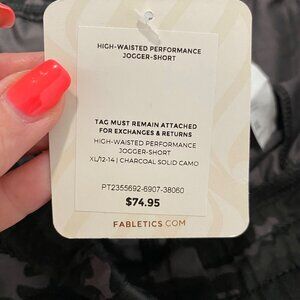 HIGH-WAISTED PERFORMANCE
JOGGER-SHORT
TAG MUST REMAIN ATTACHED
FOR EXCHANGES & RETURNS
HIGH-WAISTED PERFORMANCE
JOGGER-SHORT
XL/12-14 | CHARCOAL SOLID CAMO
PT2355692-6907-38060
$74.95
FABLETICS.COM